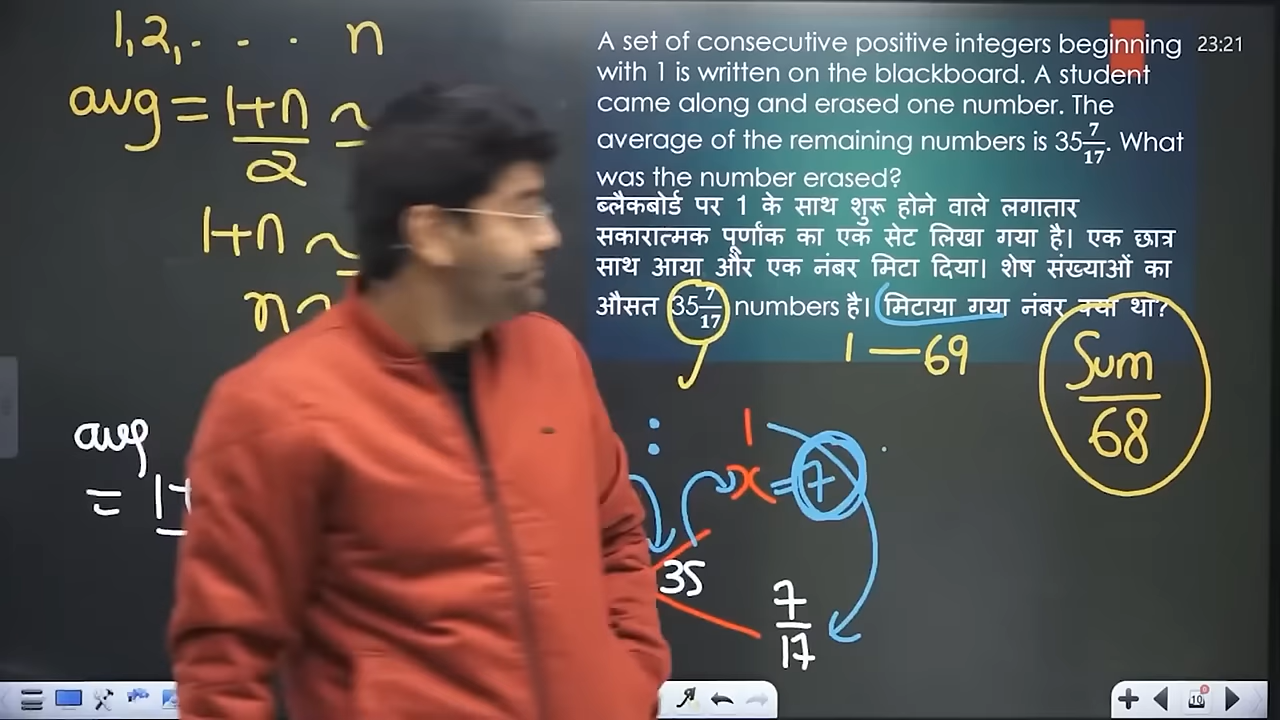 1,2,- - - n
avg = 1+n/2 ~
1+n ~
n~
A set of consecutive positive integers beginning
with 1 is written on the blackboard. A student
came along and erased one number. The
average of the remaining numbers is 35 7/17. What
was the number erased?
ब्लैकबोर्ड पर 1 के साथ शुरू होने वाले लगातार
सकारात्मक पूर्णांक का एक सेट लिखा गया है। एक छात्र
साथ आया और एक नंबर मिटा दिया। शेष संख्याओं का
औसत 35 7/17 numbers है। मिटाया गया नंबर क्या था?
23:21
1 — 69
Sum/68
avg
= 1+
:
1
x = 7
35
7/17
10